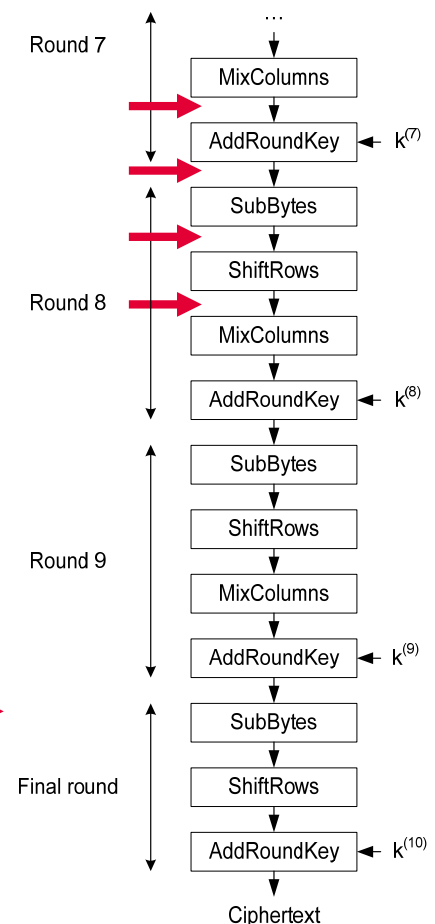 ...
Round 7
MixColumns
AddRoundKey
k(7)
SubBytes
ShiftRows
Round 8
MixColumns
AddRoundKey
k(8)
SubBytes
ShiftRows
Round 9
MixColumns
AddRoundKey
k(9)
SubBytes
Final round
ShiftRows
AddRoundKey
k(10)
Ciphertext